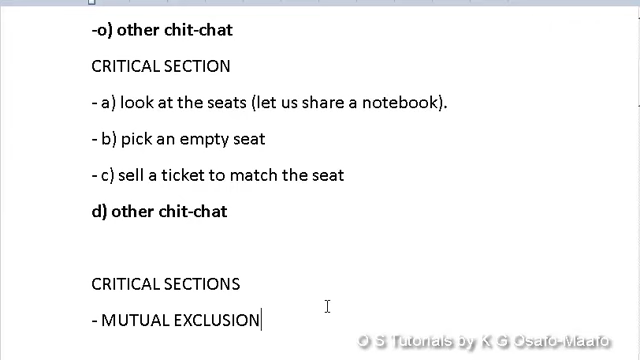 -o) other chit-chat
CRITICAL SECTION
- a) look at the seats (let us share a notebook).
- b) pick an empty seat
- c) sell a ticket to match the seat
d) other chit-chat
CRITICAL SECTIONS
- MUTUAL EXCLUSION
O S Tutorials by K G Osafo-Maafo